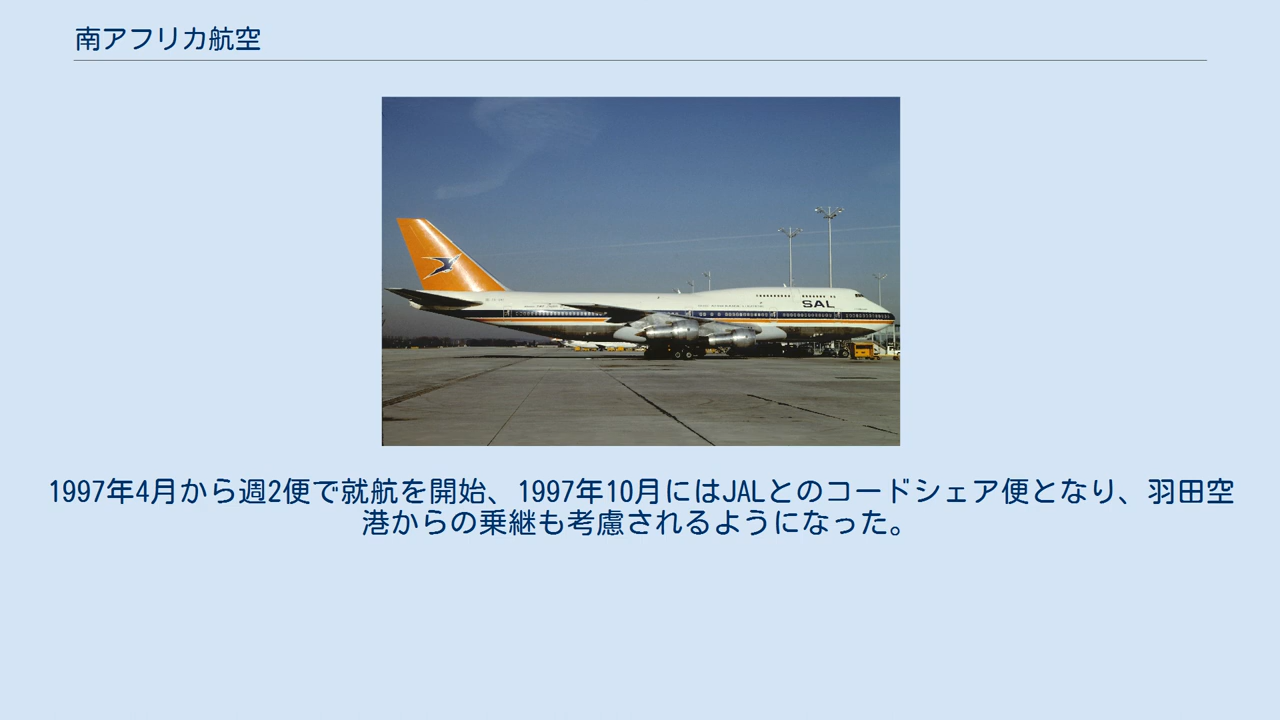 南アフリカ航空
SAL
1997年4月から週2便で就航を開始、1997年10月にはJALとのコードシェア便となり、羽田空
港からの乗継も考慮されるようになった。